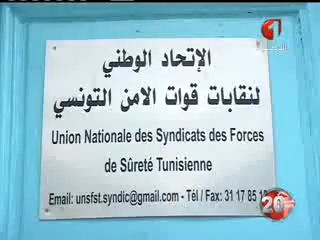 الإتحاد الوطني
لنقابات قوات الامن التونسي
Union Nationale des Syndicats des Forces
de Sûreté Tunisienne
Email: unsfst.syndic@gmail.com - Tél / Fax: 31 17 85
20